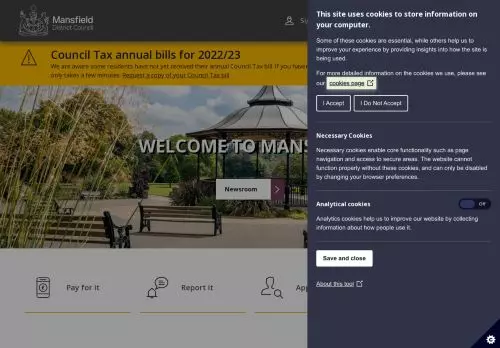 Mansfield
District Council
Council Tax annual bills for 2022/23
We are aware some residents have not yet received their annual Council Tax bill. If you have
only takes a few minutes. Request a copy of your Council Tax bill
WELCOME TO MANS
Newsroom
Pay for it
Report it
App
This site uses cookies to store information on
your computer.
Some of these cookies are essential, while others help us to
improve your experience by providing insights into how the site is
being used.
For more detailed information on the cookies we use, please see
our cookies page
I Accept
I Do Not Accept
Necessary Cookies
Necessary cookies enable core functionality such as page
navigation and access to secure areas. The website cannot
function properly without these cookies, and can only be disabled
by changing your browser preferences.
Analytical cookies
Off
Analytics cookies help us to improve our website by collecting
information about how people use it.
Save and close
About this tool